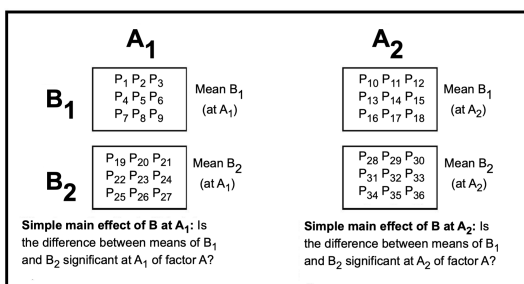 A₁ A₂
B₁
P₁ P₂ P₃
P₄ P₅ P₆
P₇ P₈ P₉
Mean B₁
(at A₁)
P₁₀ P₁₁ P₁₂
P₁₃ P₁₄ P₁₅
P₁₆ P₁₇ P₁₈
Mean B₁
(at A₂)
B₂
P₁₉ P₂₀ P₂₁
P₂₂ P₂₃ P₂₄
P₂₅ P₂₆ P₂₇
Mean B₂
(at A₁)
P₂₈ P₂₉ P₃₀
P₃₁ P₃₂ P₃₃
P₃₄ P₃₅ P₃₆
Mean B₂
(at A₂)
Simple main effect of B at A₁: Is
the difference between means of B₁
and B₂ significant at A₁ of factor A?
Simple main effect of B at A₂: Is
the difference between means of B₁
and B₂ significant at A₂ of factor A?